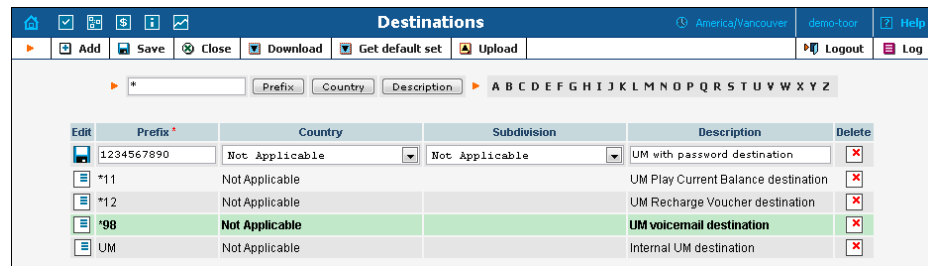 Destinations America/Vancouver demo-toor ? Help
Add Save Close Download Get default set Upload Logout Log
* Prefix Country Description A B C D E F G H I J K L M N O P Q R S T U V W X Y Z
Edit Prefix * Country Subdivision Description Delete
1234567890 Not Applicable Not Applicable UM with password destination
*11 Not Applicable UM Play Current Balance destination
*12 Not Applicable UM Recharge Voucher destination
*98 Not Applicable UM voicemail destination
UM Not Applicable Internal UM destination